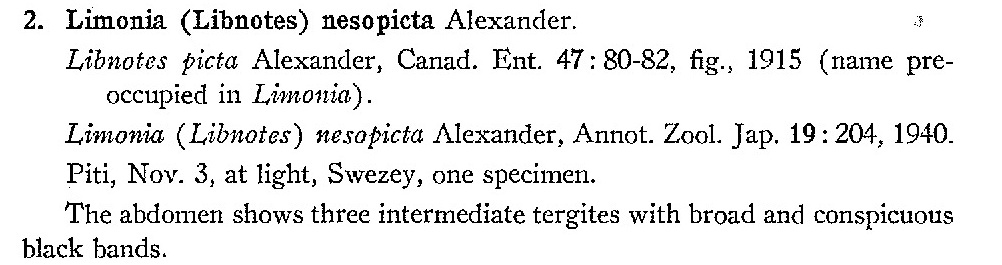 2. Limonia (Libnotes) nesopicta Alexander.
Libnotes picta Alexander, Canad. Ent. 47: 80-82, fig., 1915 (name pre-
occupied in Limonia).
Limonia (Libnotes) nesopicta Alexander, Annot. Zool. Jap. 19: 204, 1940.
Piti, Nov. 3, at light, Swezey, one specimen.
The abdomen shows three intermediate tergites with broad and conspicuous
black bands.